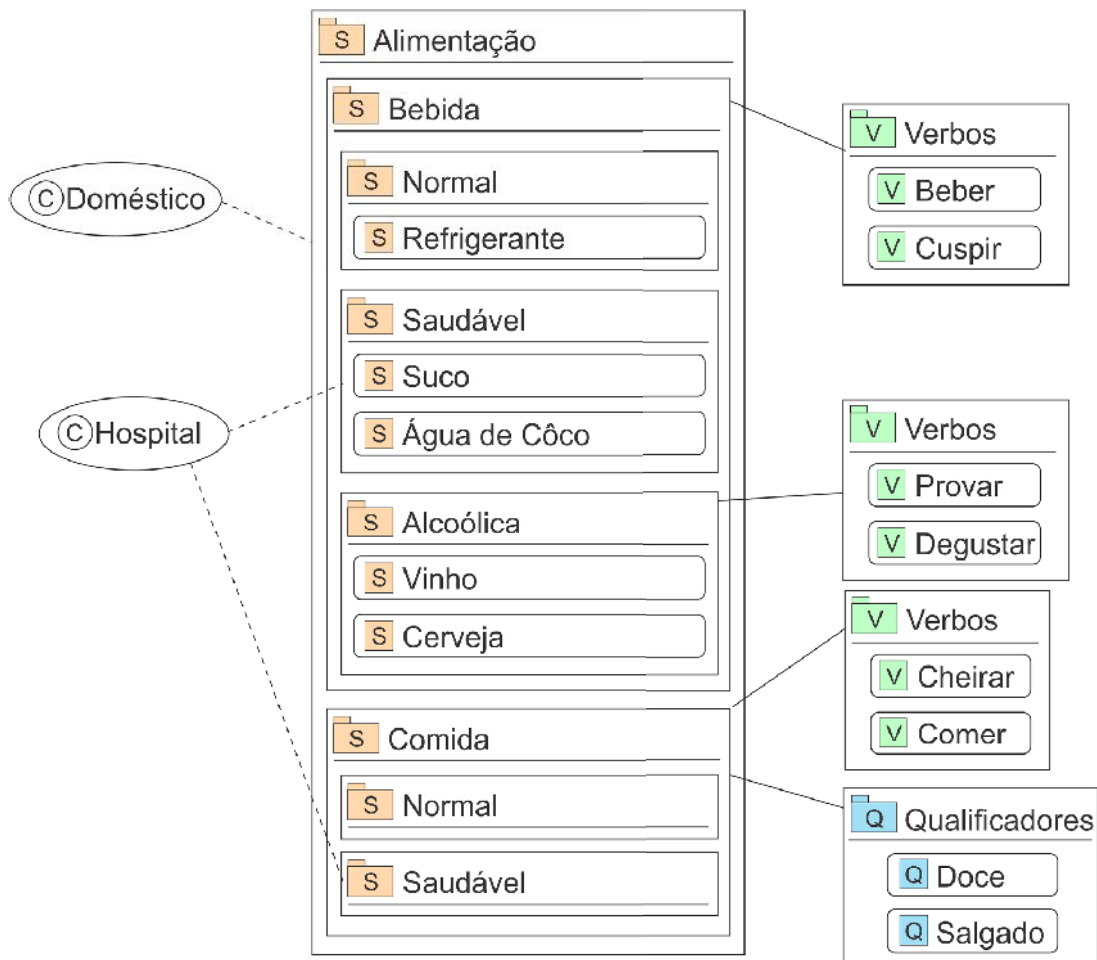 S Alimentação
S Bebida
S Normal
S Refrigerante
S Saudável
S Suco
S Água de Côco
S Alcoólica
S Vinho
S Cerveja
S Comida
S Normal
S Saudável
C Doméstico
C Hospital
V Verbos
V Beber
V Cuspir
V Verbos
V Provar
V Degustar
V Verbos
V Cheirar
V Comer
Q Qualificadores
Q Doce
Q Salgado